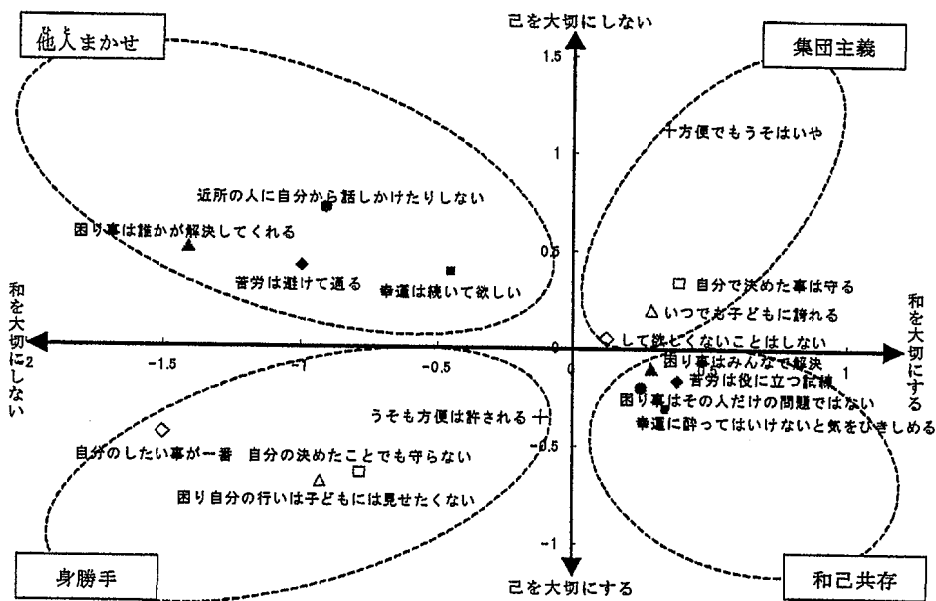 己を大切にしない
他人まかせ
ひと
集団主義
1.5
十方便でもうそはいや
1
近所の人に自分から話しかけたりしない
困り事は誰かが解決してくれる
0.5
苦労は避けて通る
幸運は続いて欲しい
自分で決めた事は守る
いつでも子どもに誇れる
和を大切にしない
和を大切にする
して欲しくないことはしない
-2
-1.5
-1
-0.5
0
0
0.5
1
困り事はみんなで解決
苦労は役に立つ試練
困り事はその人だけの問題ではない
うそも方便は許される
幸運に酔ってはいけないと気をひきしめる
-0.5
自分のしたい事が一番
自分の決めたことでも守らない
困り自分の行いは子どもには見せたくない
-1
身勝手
和己共存
己を大切にする